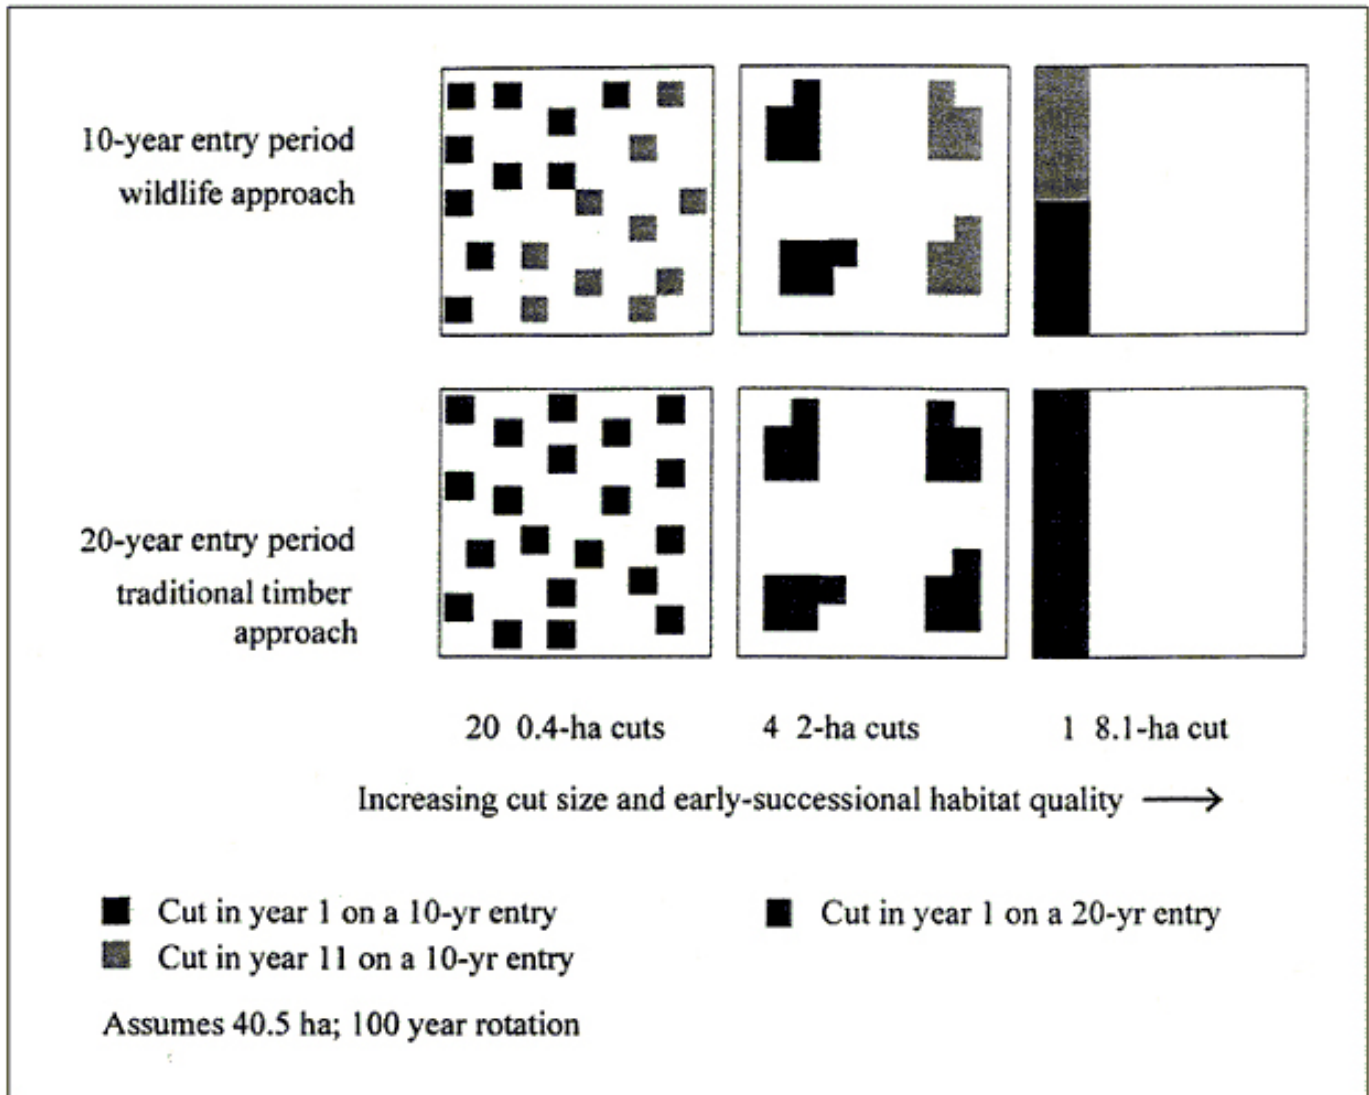 10-year entry period
wildlife approach
20-year entry period
traditional timber
approach
20 0.4-ha cuts
4 2-ha cuts
1 8.1-ha cut
Increasing cut size and early-successional habitat quality
Cut in year 1 on a 10-yr entry
Cut in year 1 on a 20-yr entry
Cut in year 11 on a 10-yr entry
Assumes 40.5 ha; 100 year rotation